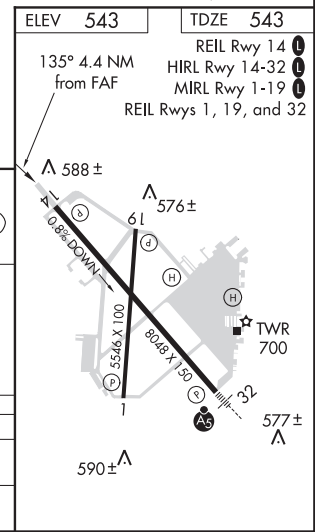 ELEV 543
TDZE 543
REIL Rwy 14 L
HIRL Rwy 14-32 L
MIRL Rwy 1-19 L
REIL Rwys 1, 19, and 32
135° 4.4 NM
from FAF
588 ±
576 ±
14
19
P
P
0.8% DOWN
H
H
TWR
700
5546 X 100
8048 X 150
P
P
32
1
A5
577 ±
590 ±